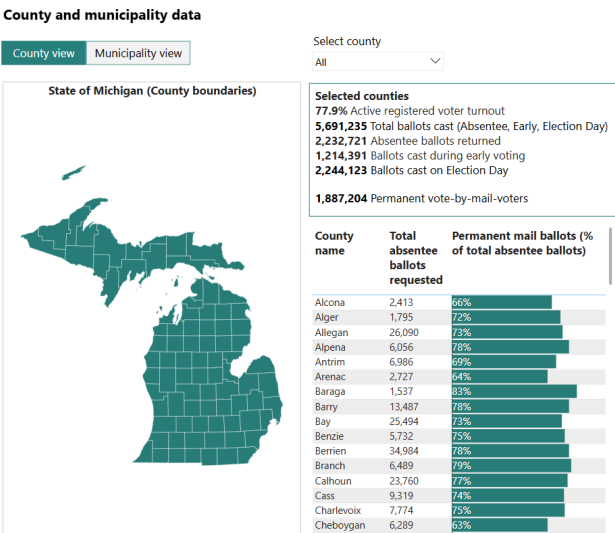 County and municipality data
County view
Municipality view
Select county
All
State of Michigan (County boundaries)
Selected counties
77.9% Active registered voter turnout
5,691,235 Total ballots cast (Absentee, Early, Election Day)
2,232,721 Absentee ballots returned
1,214,391 Ballots cast during early voting
2,244,123 Ballots cast on Election Day
1,887,204 Permanent vote-by-mail-voters
County name Total absentee ballots requested Permanent mail ballots (% of total absentee ballots)
Alcona 2,413 66%
Alger 1,795 72%
Allegan 26,090 73%
Alpena 6,056 78%
Antrim 6,986 69%
Arenac 2,727 64%
Baraga 1,537 83%
Barry 13,487 78%
Bay 25,494 73%
Benzie 5,732 75%
Berrien 34,984 78%
Branch 6,489 79%
Calhoun 23,760 77%
Cass 9,319 74%
Charlevoix 7,774 75%
Cheboygan 6,289 63%